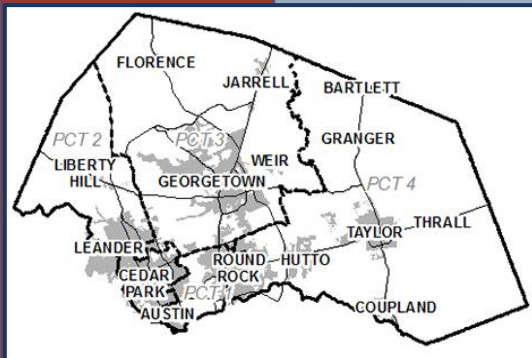 FLORENCE
JARRELL
BARTLETT
PCT 2
PCT 3
GRANGER
LIBERTY
HILL
WEIR
GEORGETOWN
PCT 4
THRALL
TAYLOR
LEANDER
CEDAR
PARK
ROUND
ROCK
HUTTO
PCT 1
AUSTIN
COUPLAND